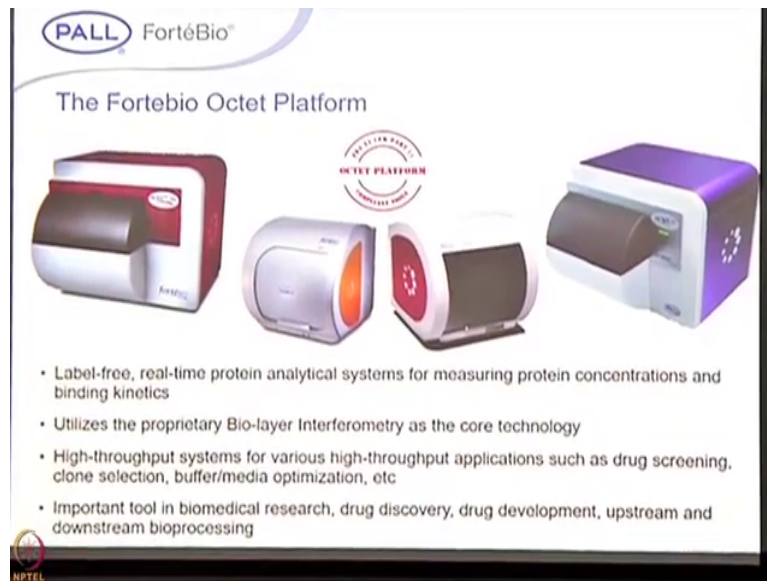 PALL FortéBio®
The Fortebio Octet Platform
OCTET PLATFORM
• Label-free, real-time protein analytical systems for measuring protein concentrations and
binding kinetics
• Utilizes the proprietary Bio-layer Interferometry as the core technology
• High-throughput systems for various high-throughput applications such as drug screening,
clone selection, buffer/media optimization, etc
• Important tool in biomedical research, drug discovery, drug development, upstream and
downstream bioprocessing
NPTEL